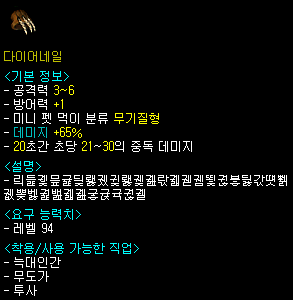 다이어네일
<기본 정보>
- 공격력 3~6
- 방어력 +1
- 미니 펫 먹이 분류 무기질형
- 데미지 +65%
- 20초간 초당 21~30의 중독 데미지
<설명>
<요구 능력치>
- 레벨 94
<착용/사용 가능한 직업>
- 늑대인간
- 무도가
- 투사